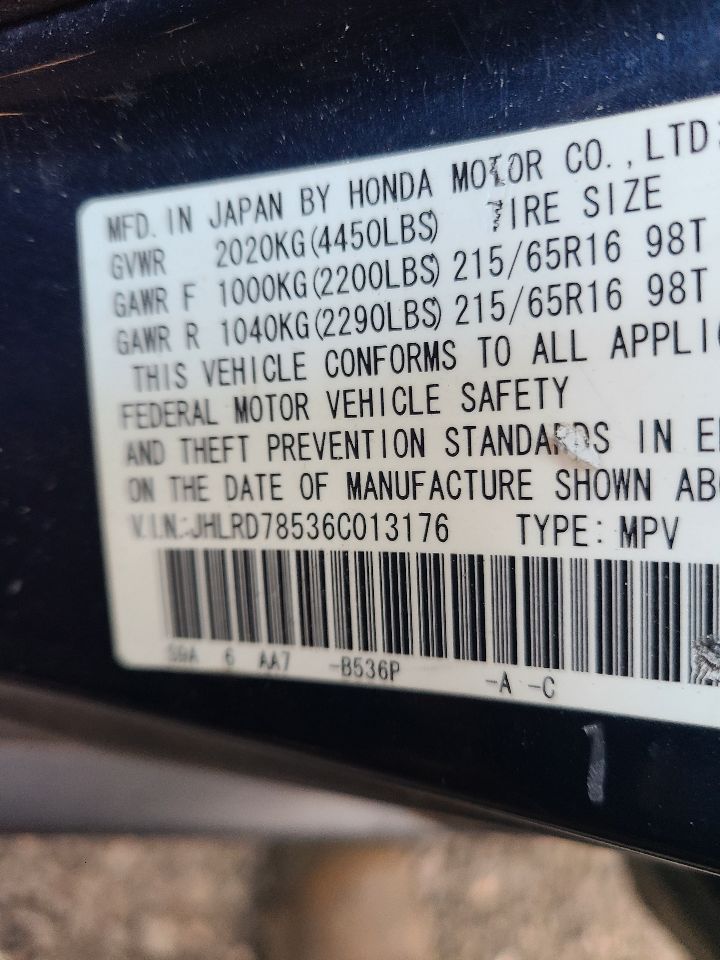 MFD. IN JAPAN BY HONDA MOTOR CO., LTD
GVWR 2020KG(4450LBS) TIRE SIZE
GAWR F 1000KG(2200LBS) 215/65R16 98T
GAWR R 1040KG(2290LBS) 215/65R16 98T
THIS VEHICLE CONFORMS TO ALL APPLI
FEDERAL MOTOR VEHICLE SAFETY
AND THEFT PREVENTION STANDARDS IN
ON THE DATE OF MANUFACTURE SHOWN
V.I.N.:JHLRD78536C013176 TYPE: MPV
6 AA7 -B536P -A -C